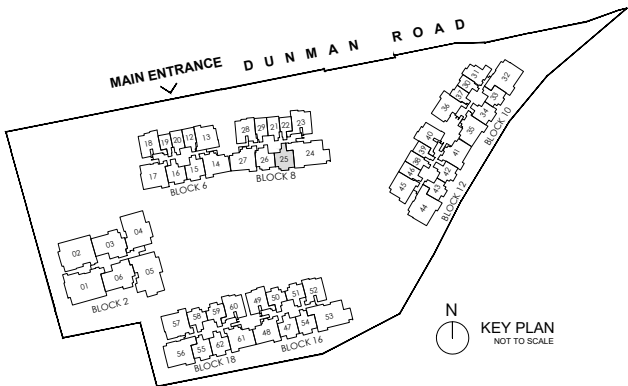 DUNMAN ROAD
MAIN ENTRANCE
18 19 20 12 13
17 16 15 14
BLOCK 6
28 29 21 22 23
27 26 25 24
BLOCK 8
30 31 32
36 37 33
34
35
BLOCK 10
40
39 41
38
46 42
45 43
44
BLOCK 12
02 03 04
01 06 05
BLOCK 2
57 58 59 60
56 55 62 61
BLOCK 18
49 50 51 52
48 47 54 53
BLOCK 16
N
KEY PLAN
NOT TO SCALE